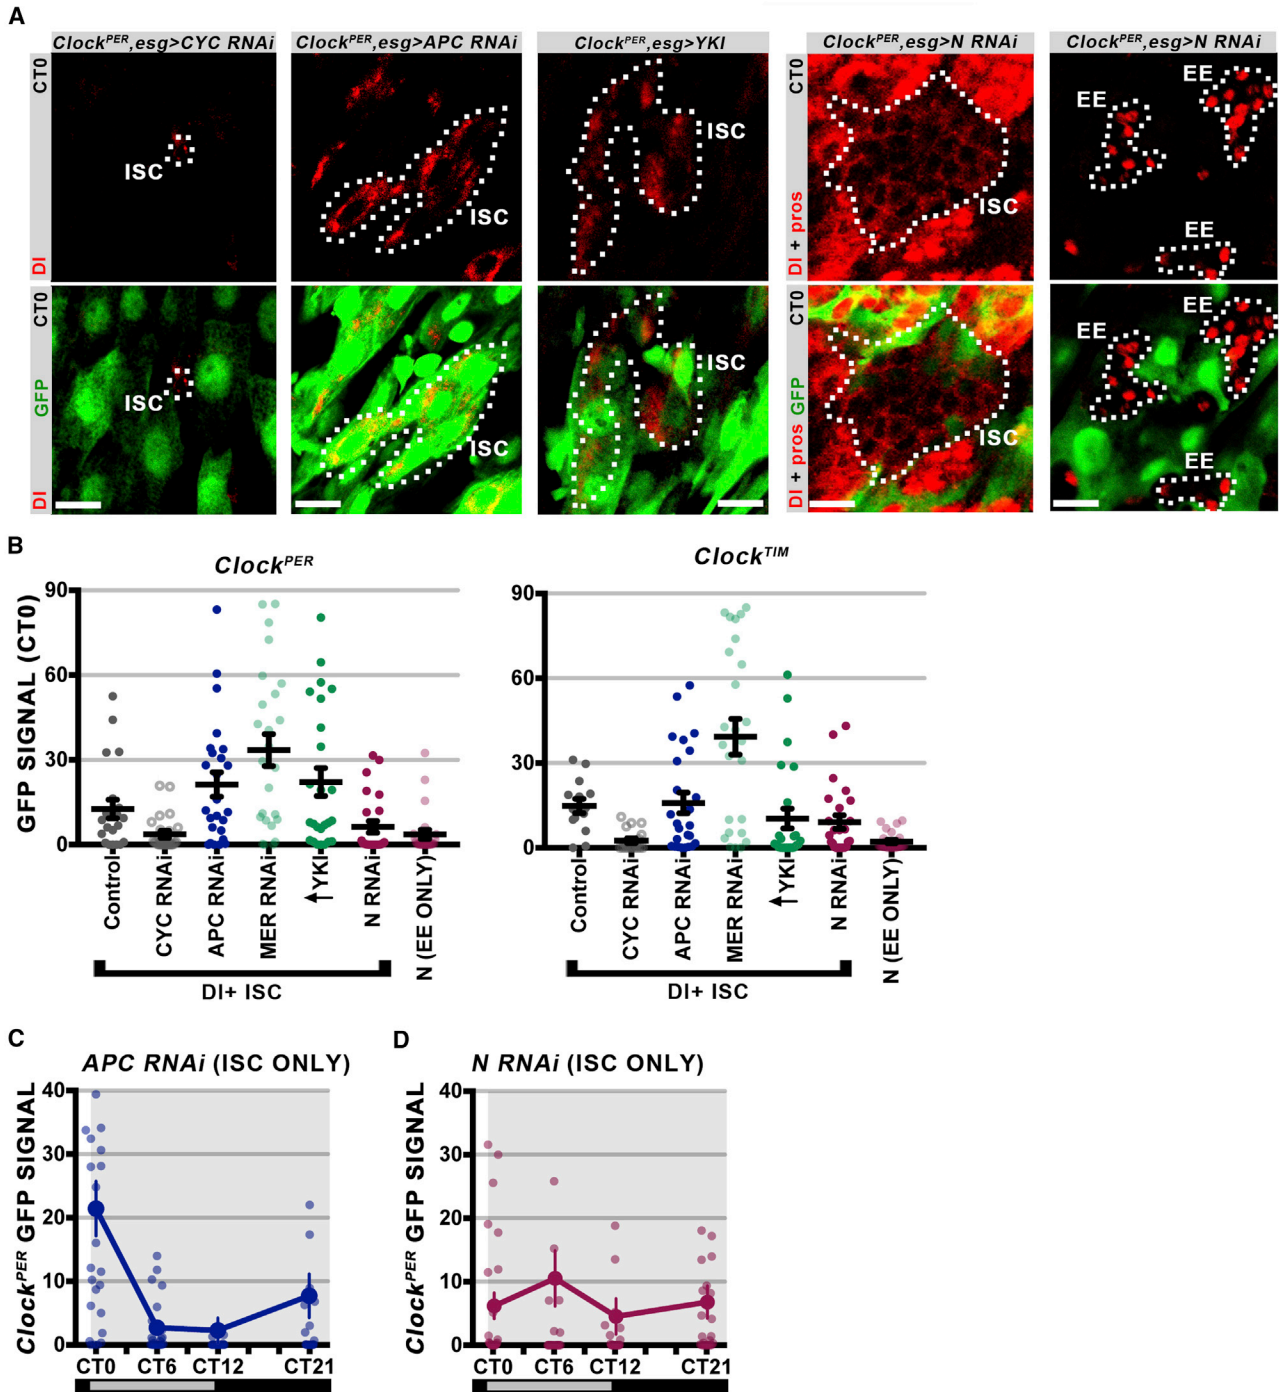 A
Clock^PER,esg>CYC RNAi
Clock^PER,esg>APC RNAi
Clock^PER,esg>YKI
Clock^PER,esg>N RNAi
Clock^PER,esg>N RNAi
CT0
DI
ISC
ISC
ISC
CT0
DI + pros
ISC
EE
EE
EE
CT0
GFP
DI
ISC
ISC
ISC
CT0
DI + pros GFP
ISC
EE
EE
EE
B
Clock^PER
GFP SIGNAL (CT0)
90
60
30
0
Control
CYC RNAi
APC RNAi
MER RNAi
↑YKI
N RNAi
N (EE ONLY)
DI+ ISC
Clock^TIM
90
60
30
0
Control
CYC RNAi
APC RNAi
MER RNAi
↑YKI
N RNAi
N (EE ONLY)
DI+ ISC
C
APC RNAi (ISC ONLY)
Clock^PER GFP SIGNAL
40
30
20
10
0
CT0 CT6 CT12 CT21
D
N RNAi (ISC ONLY)
Clock^PER GFP SIGNAL
40
30
20
10
0
CT0 CT6 CT12 CT21